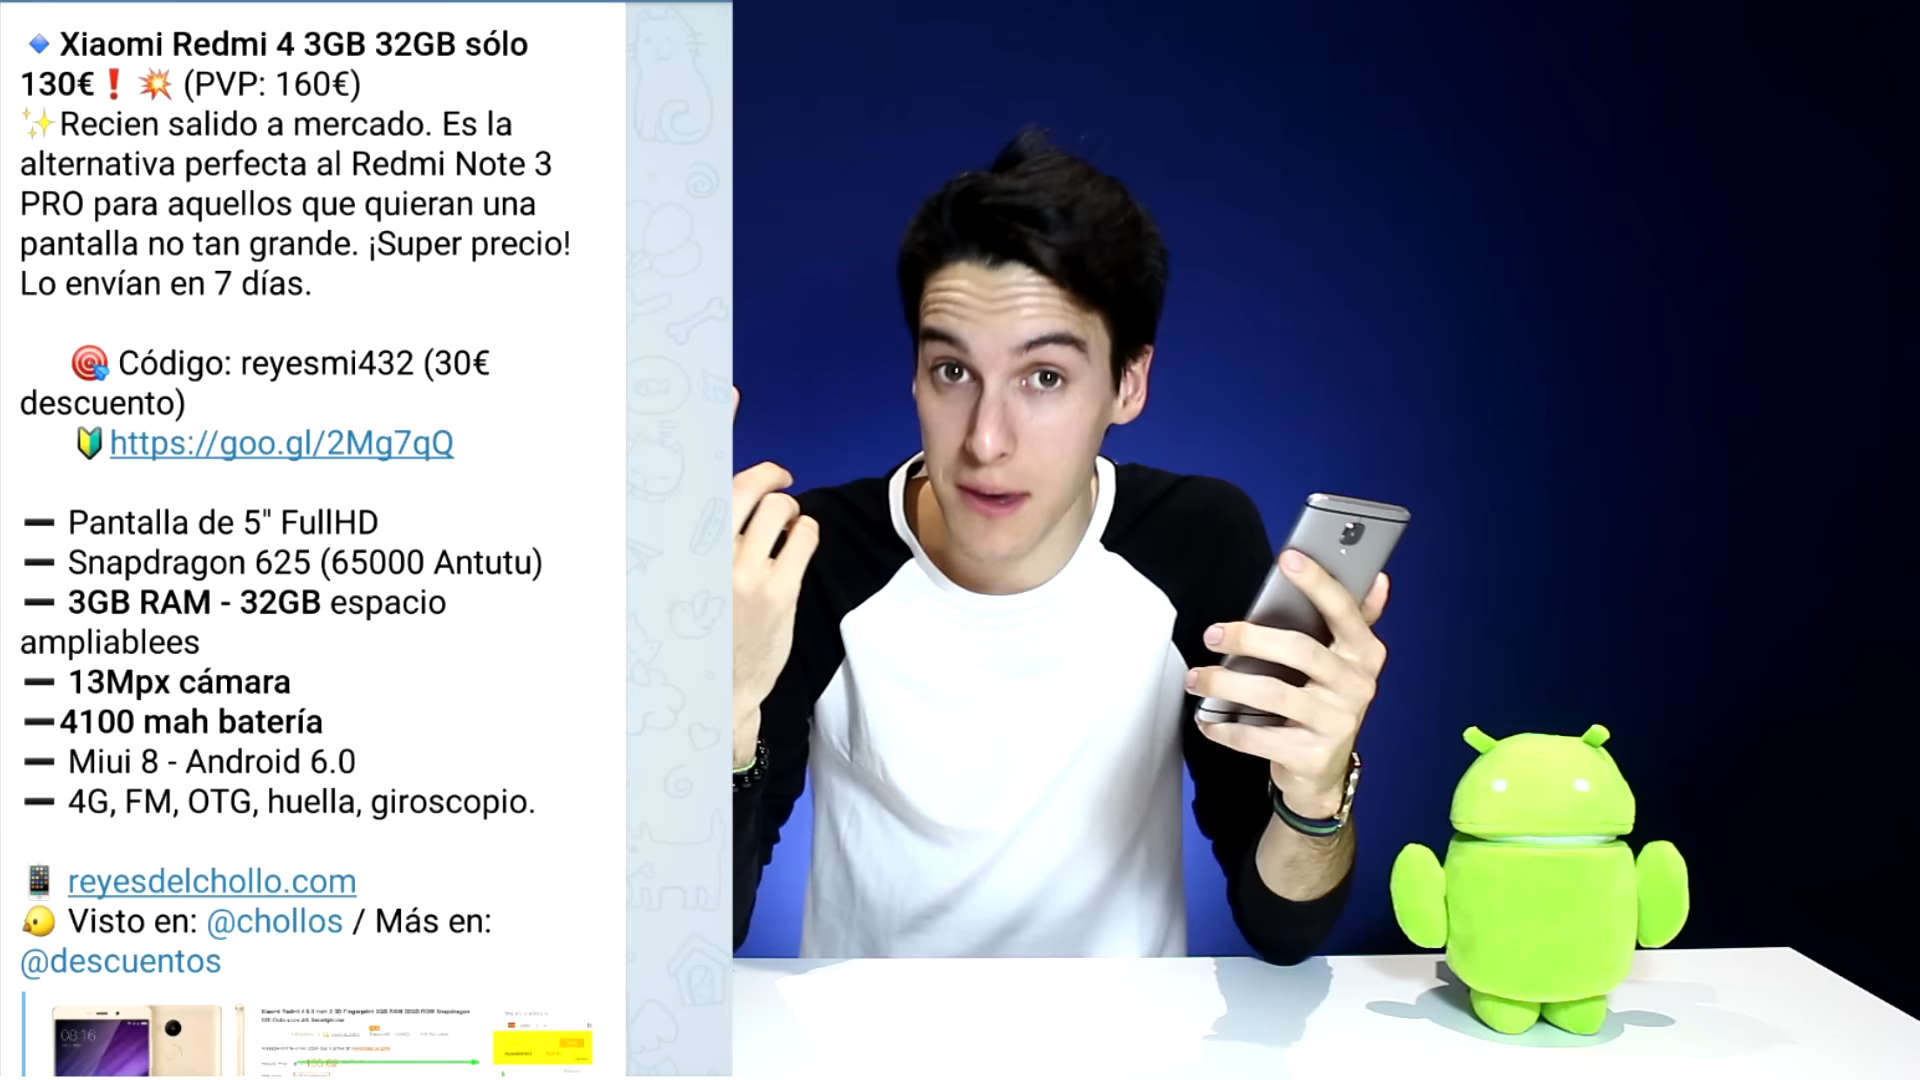 Xiaomi Redmi 4 3GB 32GB sólo
130€❗💥 (PVP: 160€)
✨Recien salido a mercado. Es la
alternativa perfecta al Redmi Note 3
PRO para aquellos que quieran una
pantalla no tan grande. ¡Super precio!
Lo envían en 7 días.
Código: reyesmi432 (30€
descuento)
https://goo.gl/2Mg7qQ
➖ Pantalla de 5" FullHD
➖ Snapdragon 625 (65000 Antutu)
➖ 3GB RAM - 32GB espacio
ampliablees
➖ 13Mpx cámara
➖4100 mah batería
➖ Miui 8 - Android 6.0
➖ 4G, FM, OTG, huella, giroscopio.
reyesdelchollo.com
Visto en: @chollos / Más en:
@descuentos
08:16